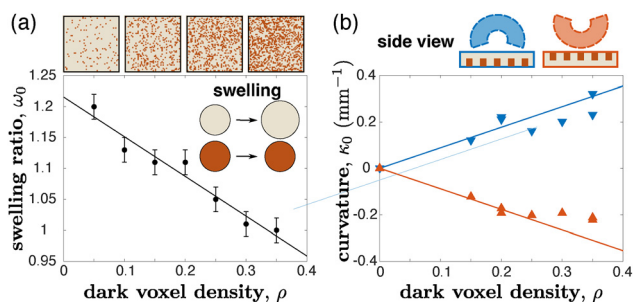 (a)
swelling ratio, ω₀
1.25
1.2
1.15
1.1
1.05
1
0.95
swelling
0
0.1
0.2
0.3
0.4
dark voxel density, ρ
(b)
side view
curvature, κ₀ (mm⁻¹)
0.4
0.2
0
-0.2
-0.4
0
0.1
0.2
0.3
0.4
dark voxel density, ρ